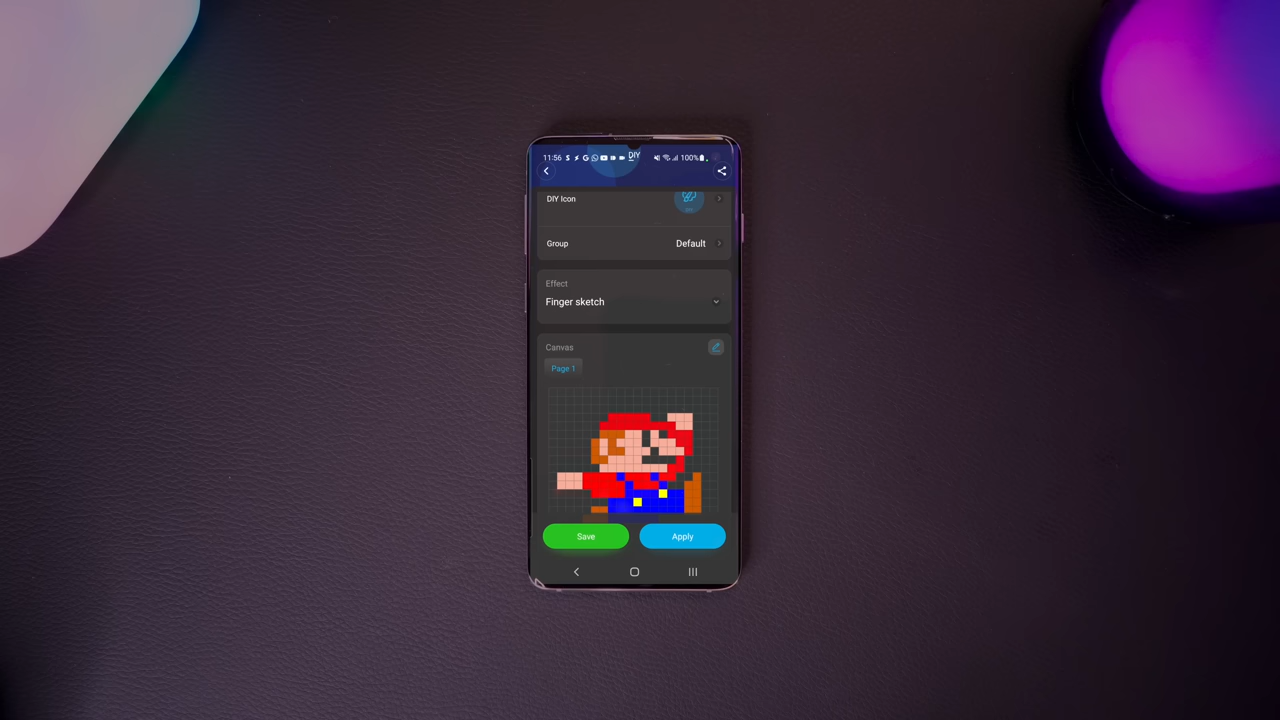 11:56 DIY 100%
DIY Icon
Group Default
Effect
Finger sketch
Canvas
Page 1
Save Apply